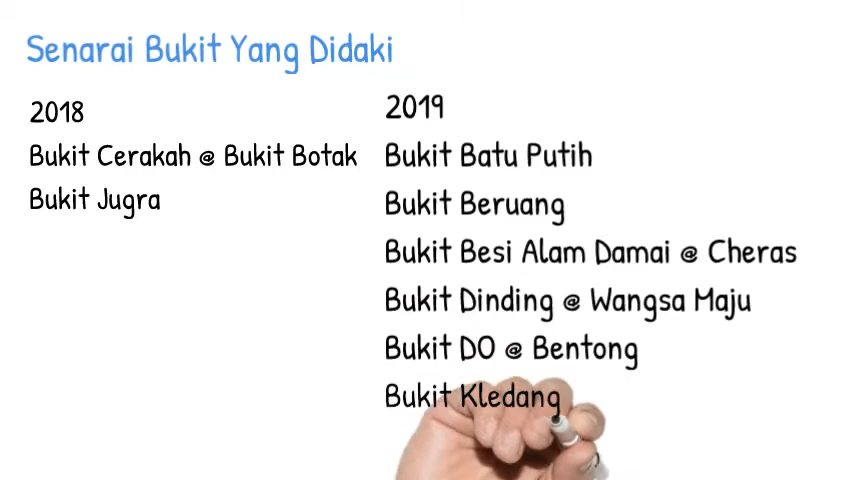 Senarai Bukit Yang Didaki
2018
Bukit Cerakah @ Bukit Botak
Bukit Jugra
2019
Bukit Batu Putih
Bukit Beruang
Bukit Besi Alam Damai @ Cheras
Bukit Dinding @ Wangsa Maju
Bukit DO @ Bentong
Bukit Kledang